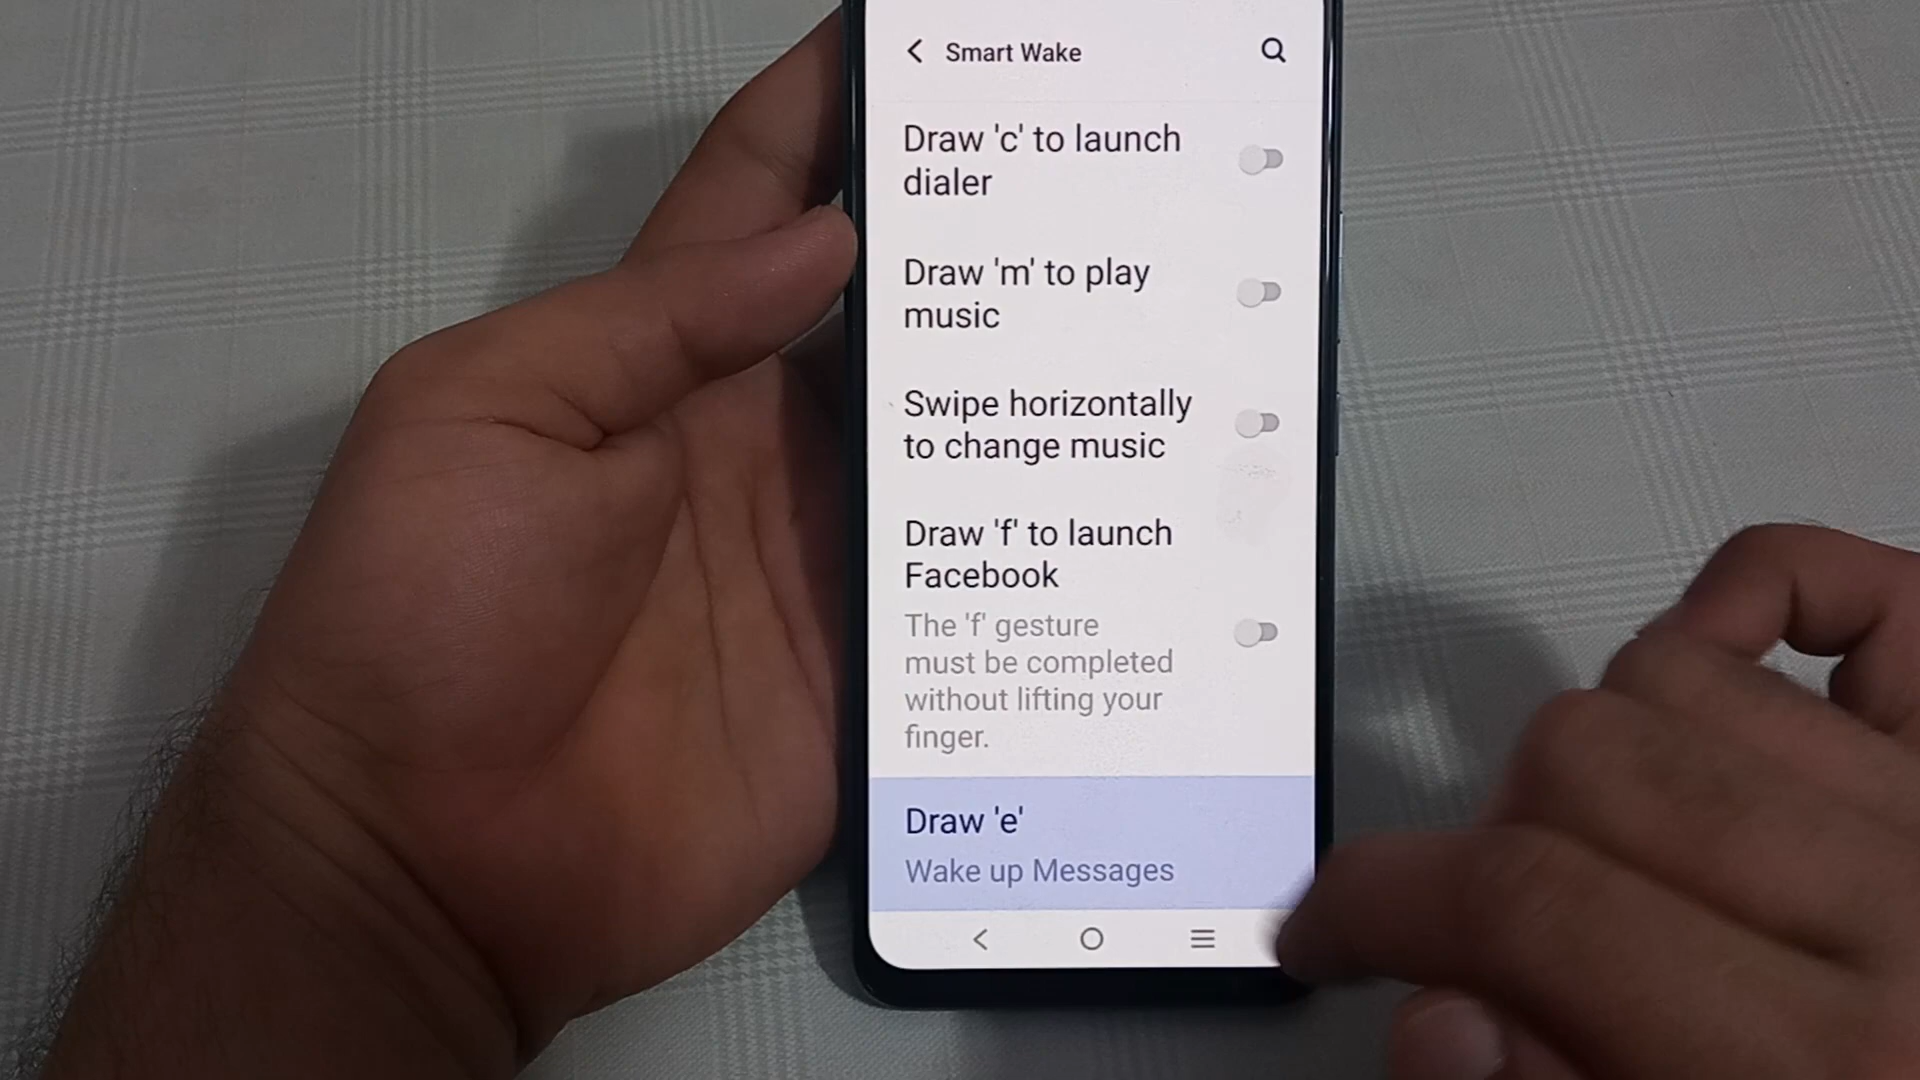 Smart Wake
Draw 'c' to launch
dialer
Draw 'm' to play
music
Swipe horizontally
to change music
Draw 'f' to launch
Facebook
The 'f' gesture
must be completed
without lifting your
finger.
Draw 'e'
Wake up Messages